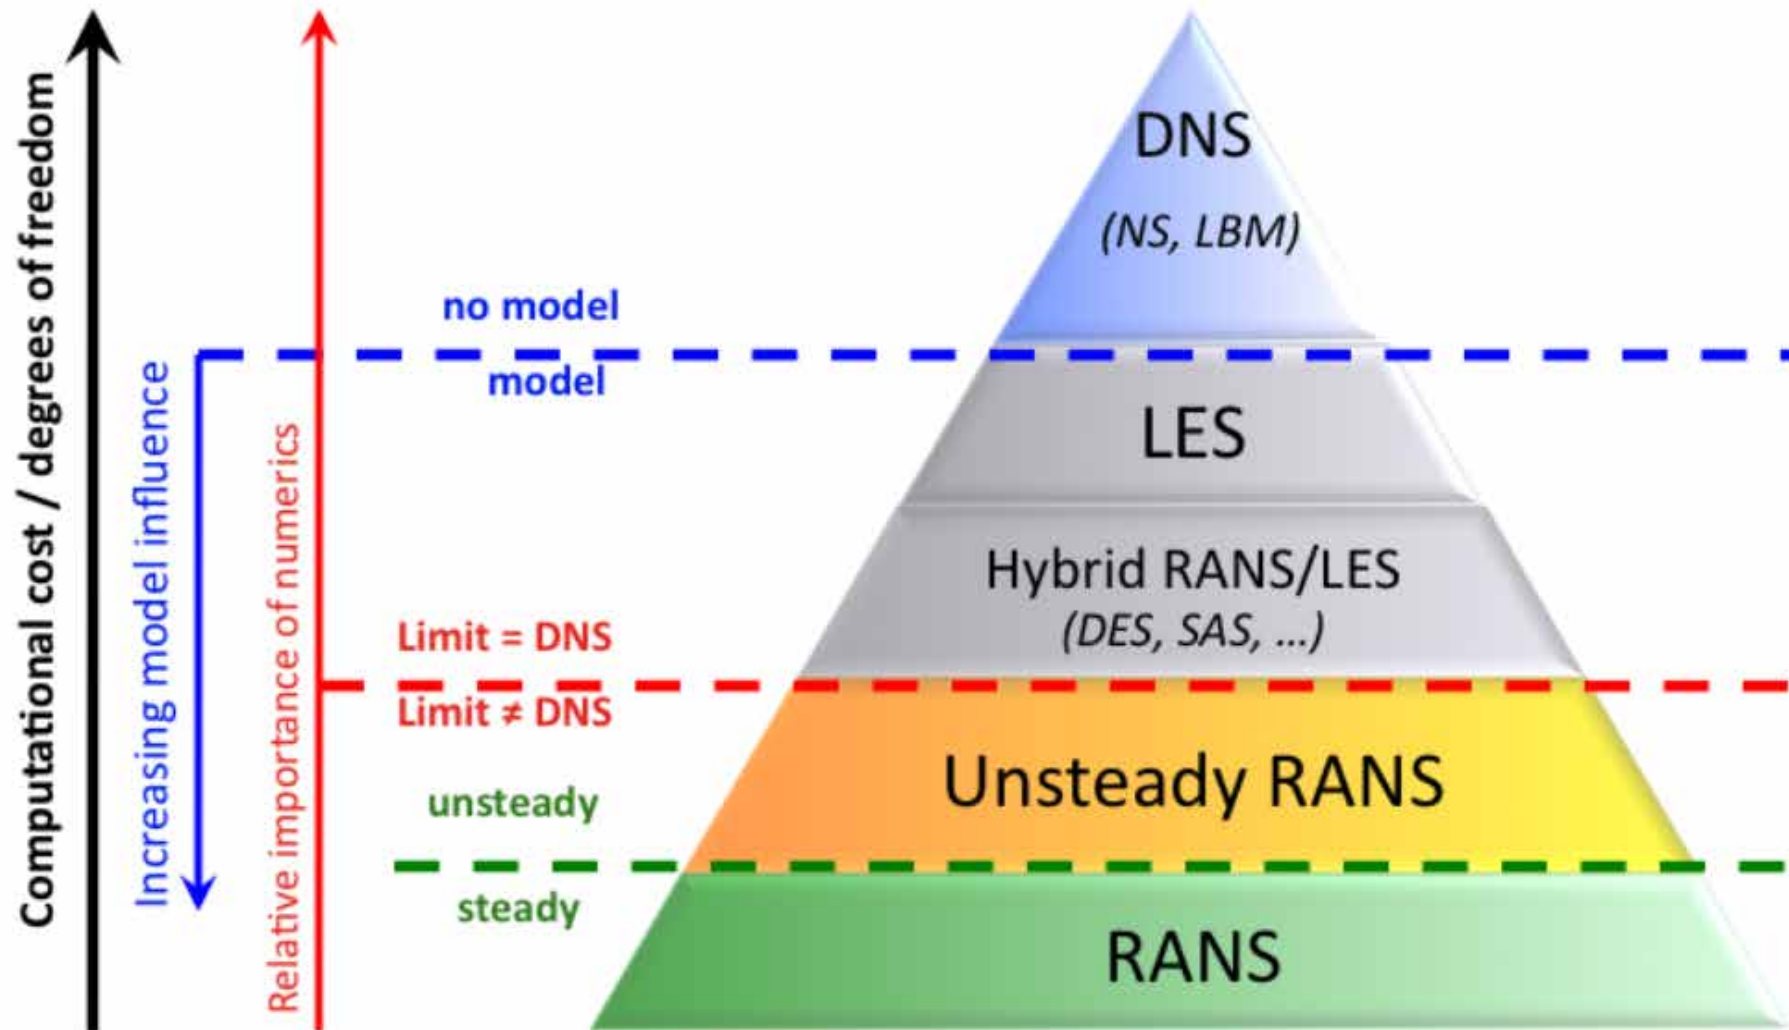 Computational cost / degrees of freedom
Increasing model influence
Relative importance of numerics
no model
model
Limit = DNS
Limit ≠ DNS
unsteady
steady
DNS
(NS, LBM)
LES
Hybrid RANS/LES
(DES, SAS, ...)
Unsteady RANS
RANS